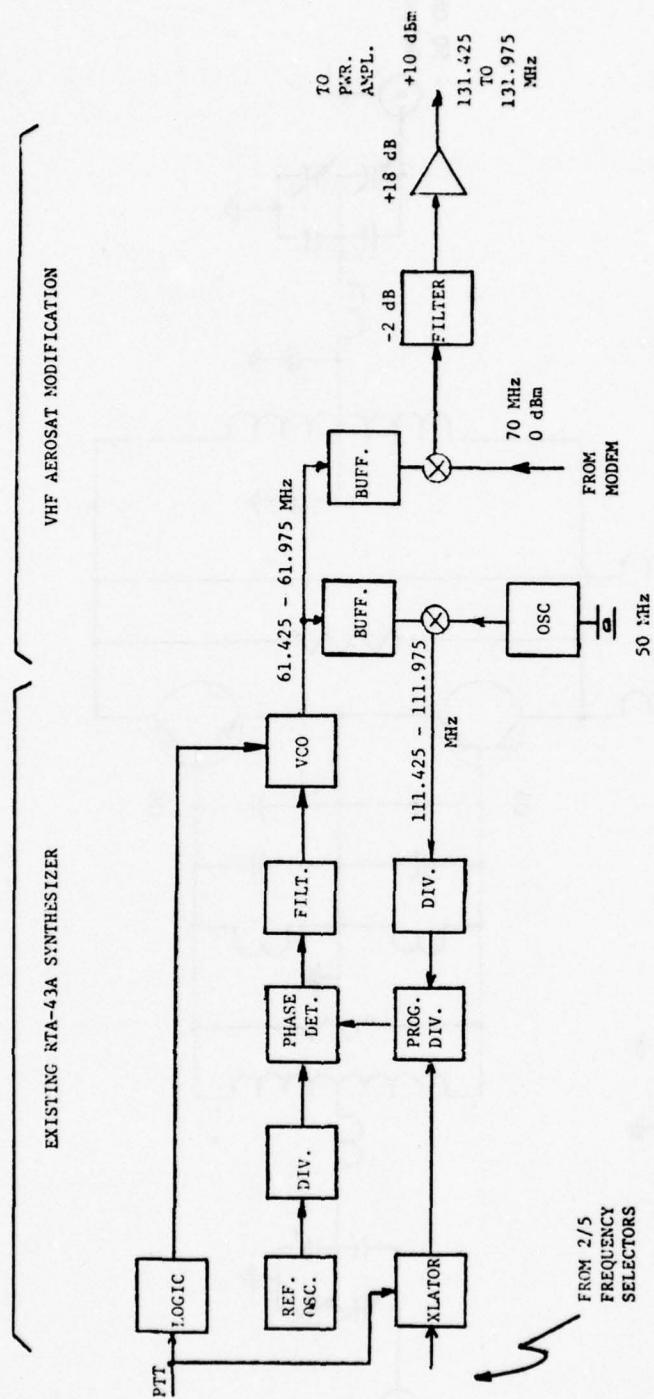 EXISTING RTA-43A SYNTHESIZER
VHF AEROSAT MODIFICATION
PTT
LOGIC
REF.
OSC.
DIV.
PHASE
DET.
FILT.
VCO
61.425 - 61.975 MHz
BUFF.
BUFF.
-2 dB
FILTER
+18 dB
TO
PWR.
AMPL.
+10 dBm
131.425
TO
131.975
MHz
XLATOR
PROG.
DIV.
DIV.
111.425 - 111.975
MHz
OSC
50 MHz
70 MHz
0 dBm
FROM
MODEM
FROM 2/5
FREQUENCY
SELECTORS